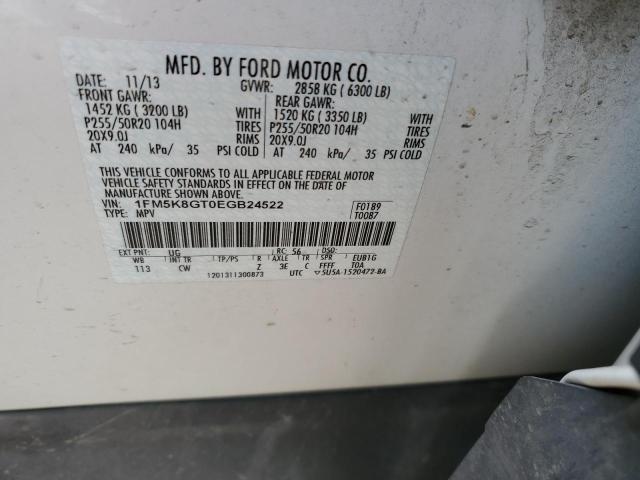 MFD. BY FORD MOTOR CO.
DATE: 11/13 GVWR: 2858 KG ( 6300 LB)
FRONT GAWR: REAR GAWR:
1452 KG ( 3200 LB) WITH 1520 KG ( 3350 LB) WITH
P255/50R20 104H TIRES P255/50R20 104H TIRES
20X9.0J RIMS 20X9.0J RIMS
AT 240 kPa/ 35 PSI COLD AT 240 kPa/ 35 PSI COLD
THIS VEHICLE CONFORMS TO ALL APPLICABLE FEDERAL MOTOR
VEHICLE SAFETY STANDARDS IN EFFECT ON THE DATE OF
MANUFACTURE SHOWN ABOVE.
VIN: 1FM5K8GT0EGB24522 F0189
TYPE: MPV T0087
EXT PNT: UG RC: 56 DSO:
WB INT TR TP/PS R AXLE TR SPR EUB1G
113 CW Z 3E C FFFF T0A
1201311300873 UTC ▽5U5A-1520472-BA